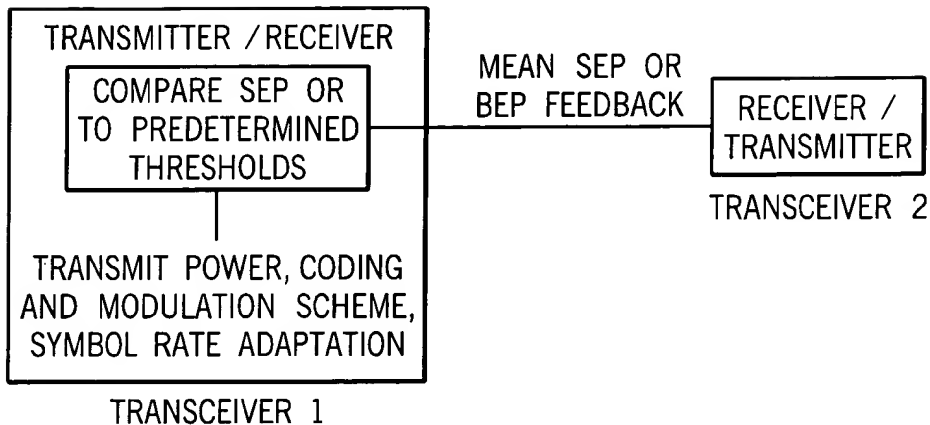 TRANSMITTER / RECEIVER
COMPARE SEP OR
TO PREDETERMINED
THRESHOLDS
TRANSMIT POWER, CODING
AND MODULATION SCHEME,
SYMBOL RATE ADAPTATION
TRANSCEIVER 1
MEAN SEP OR
BEP FEEDBACK
RECEIVER /
TRANSMITTER
TRANSCEIVER 2